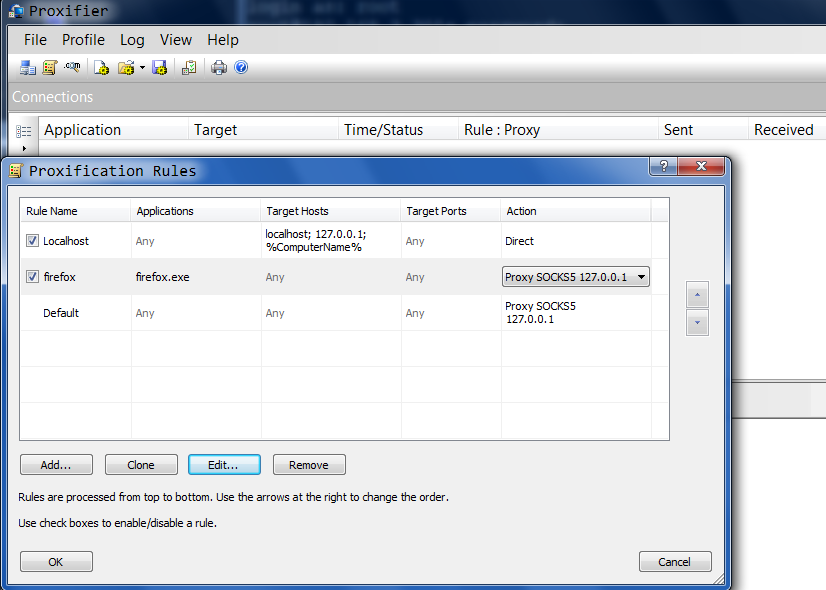 login as: root
Proxifier
File Profile Log View Help
Connections
Application Target Time/Status Rule : Proxy Sent Received
Proxification Rules
Rule Name Applications Target Hosts Target Ports Action
Localhost Any localhost; 127.0.0.1; Any Direct
%ComputerName%
firefox firefox.exe Any Any Proxy SOCKS5 127.0.0.1
Default Any Any Any Proxy SOCKS5
127.0.0.1
Add... Clone Edit... Remove
Rules are processed from top to bottom. Use the arrows at the right to change the order.
Use check boxes to enable/disable a rule.
OK Cancel